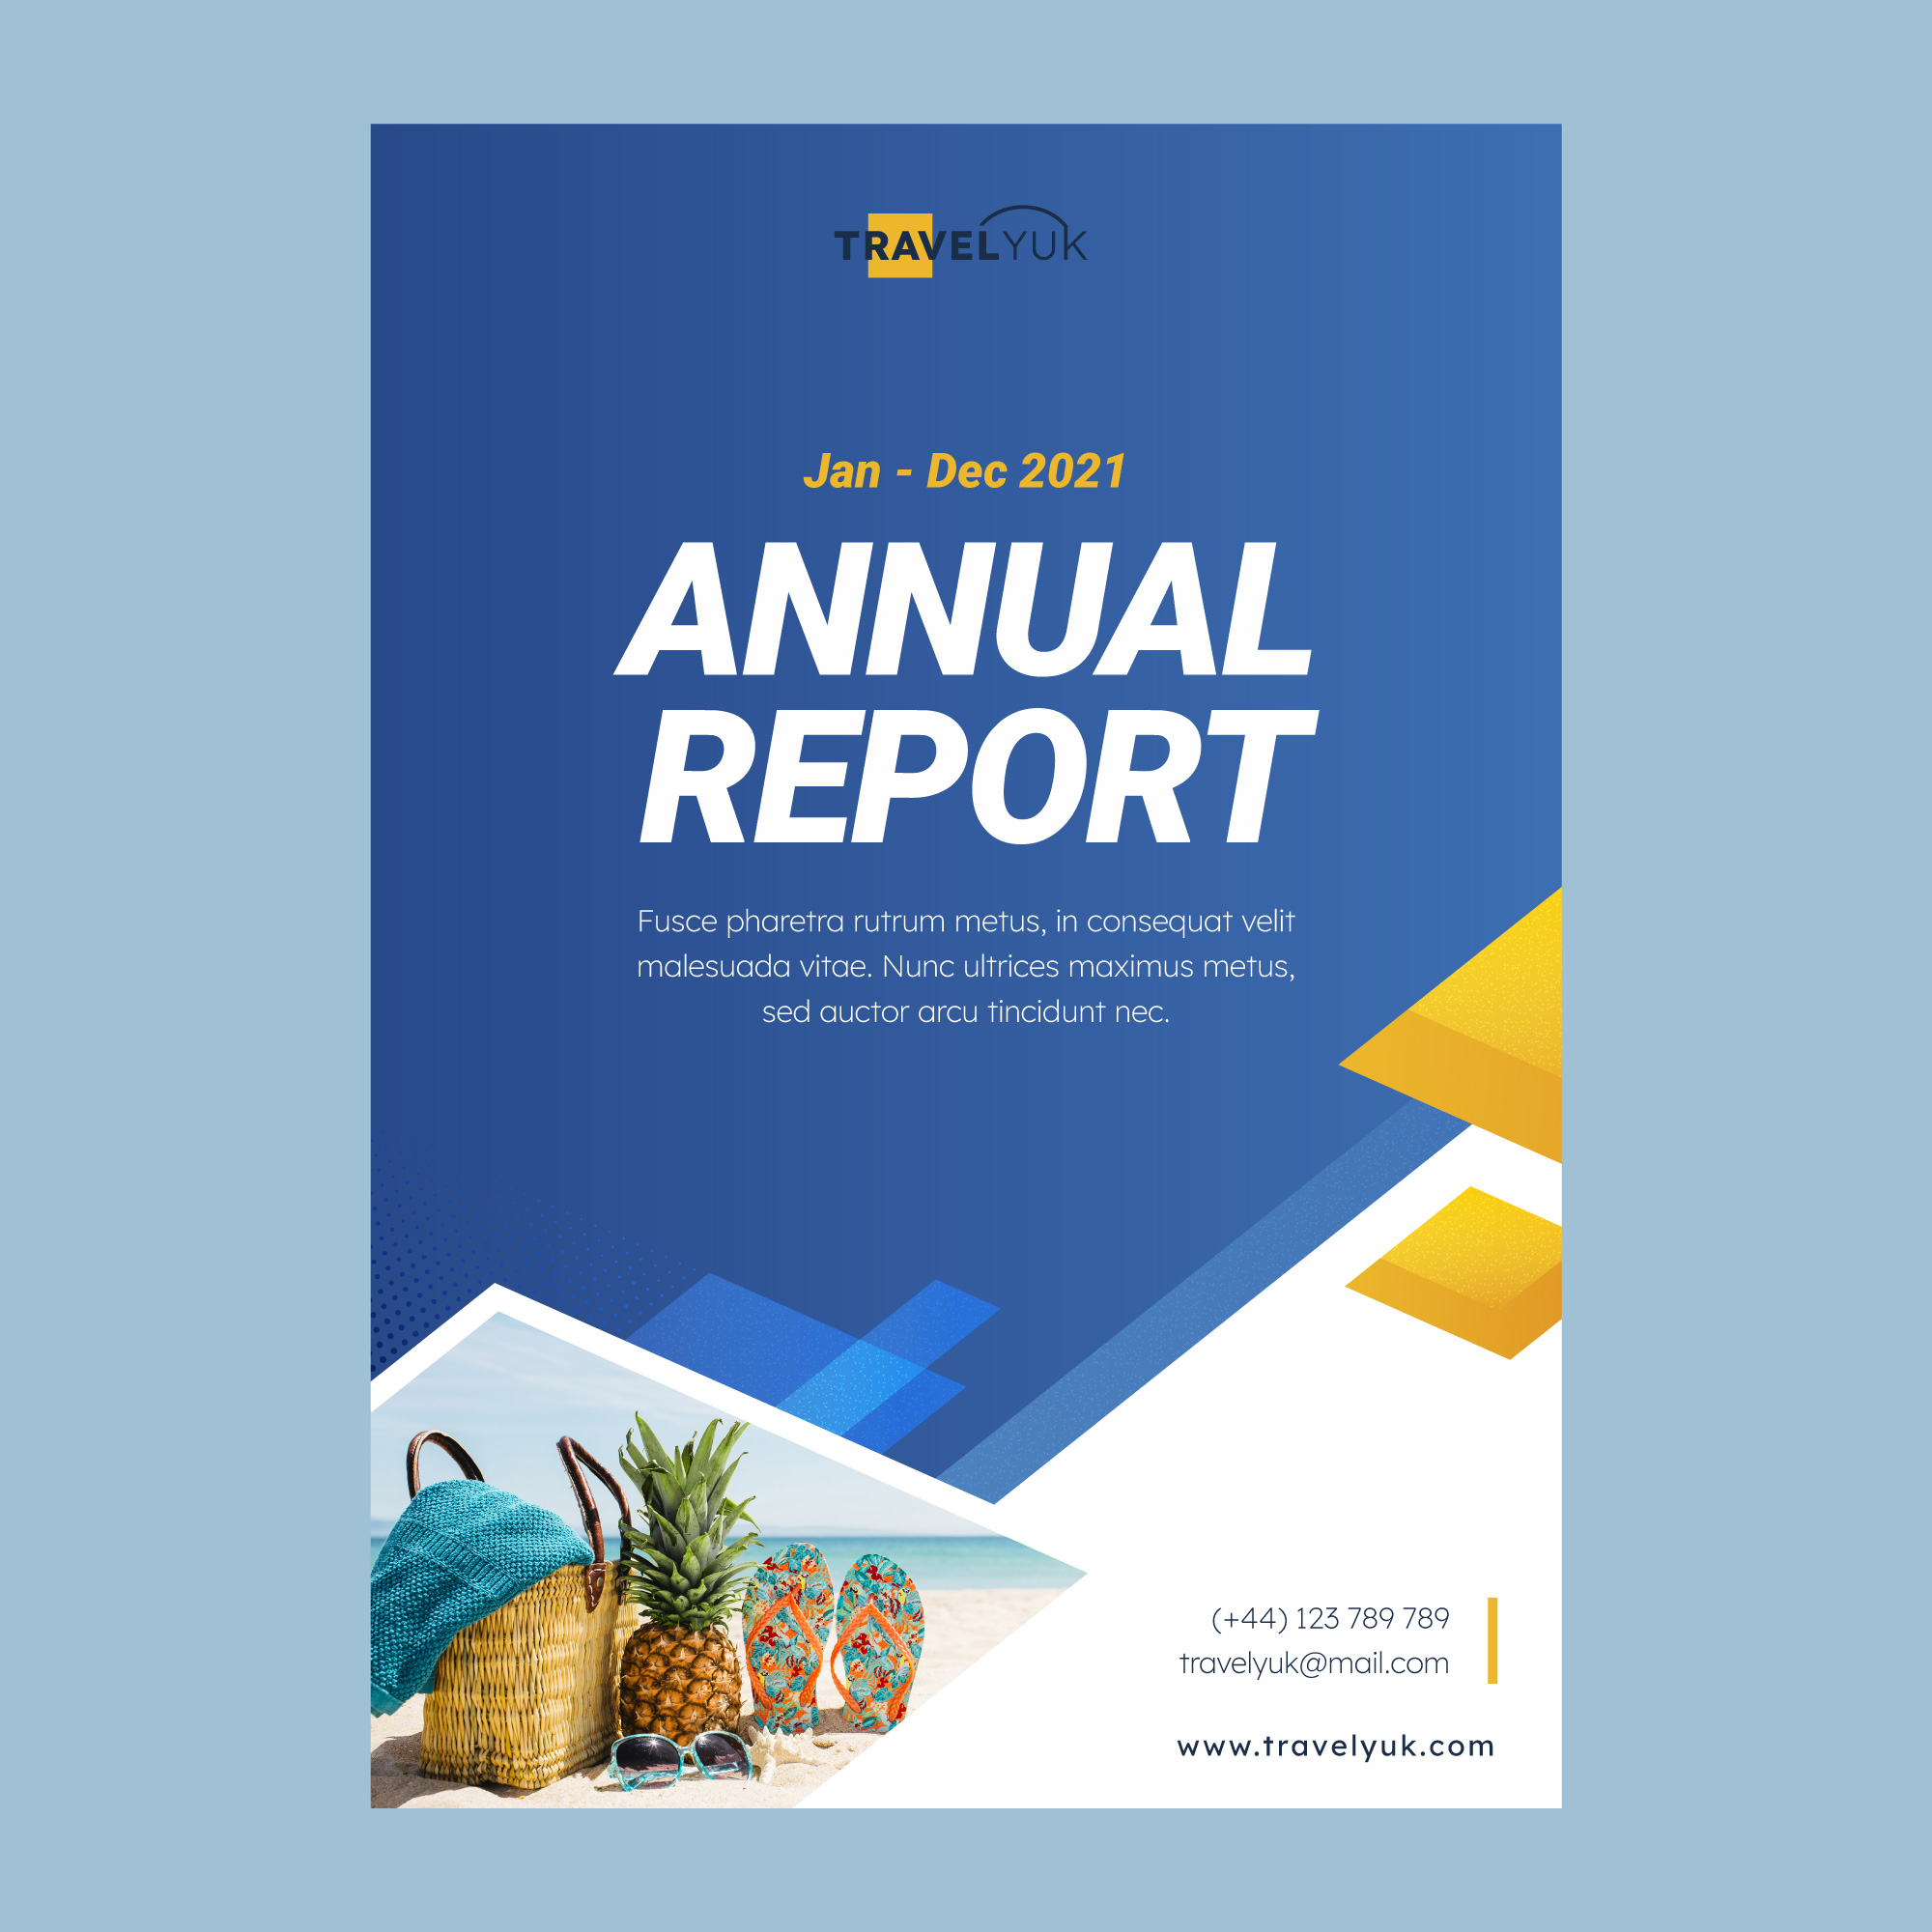 TRAVELYUK
Jan - Dec 2021
ANNUAL
REPORT
Fusce pharetra rutrum metus, in consequat velit
malesuada vitae. Nunc ultrices maximus metus,
sed auctor arcu tincidunt nec.
(+44) 123 789 789
travelyuk@mail.com
www.travelyuk.com